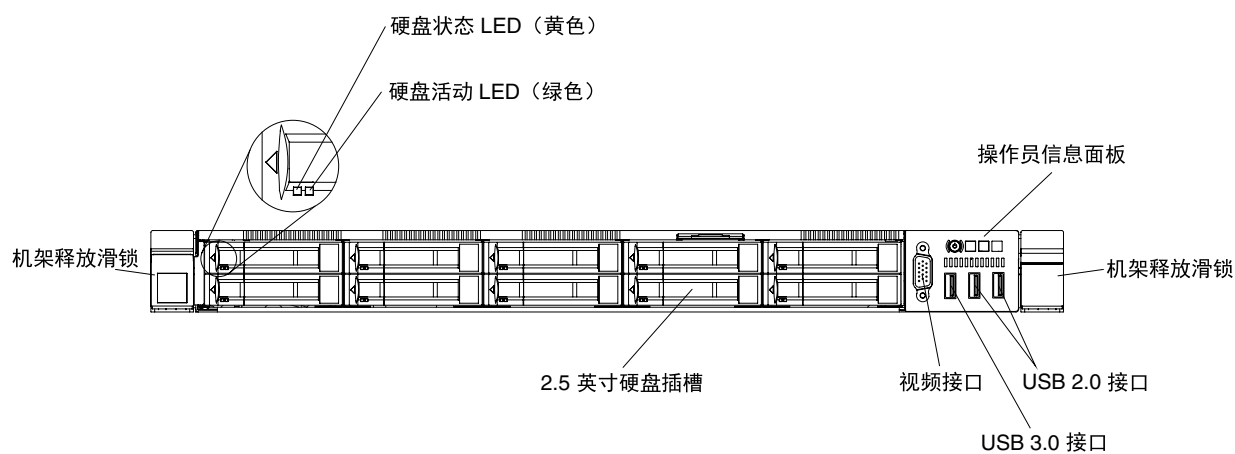 硬盘状态 LED（黄色）
硬盘活动 LED（绿色）
操作员信息面板
机架释放滑锁
机架释放滑锁
2.5 英寸硬盘插槽
视频接口
USB 2.0 接口
USB 3.0 接口